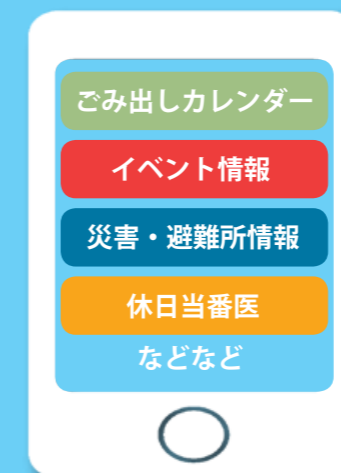 ごみ出しカレンダー
イベント情報
災害・避難所情報
休日当番医
などなど